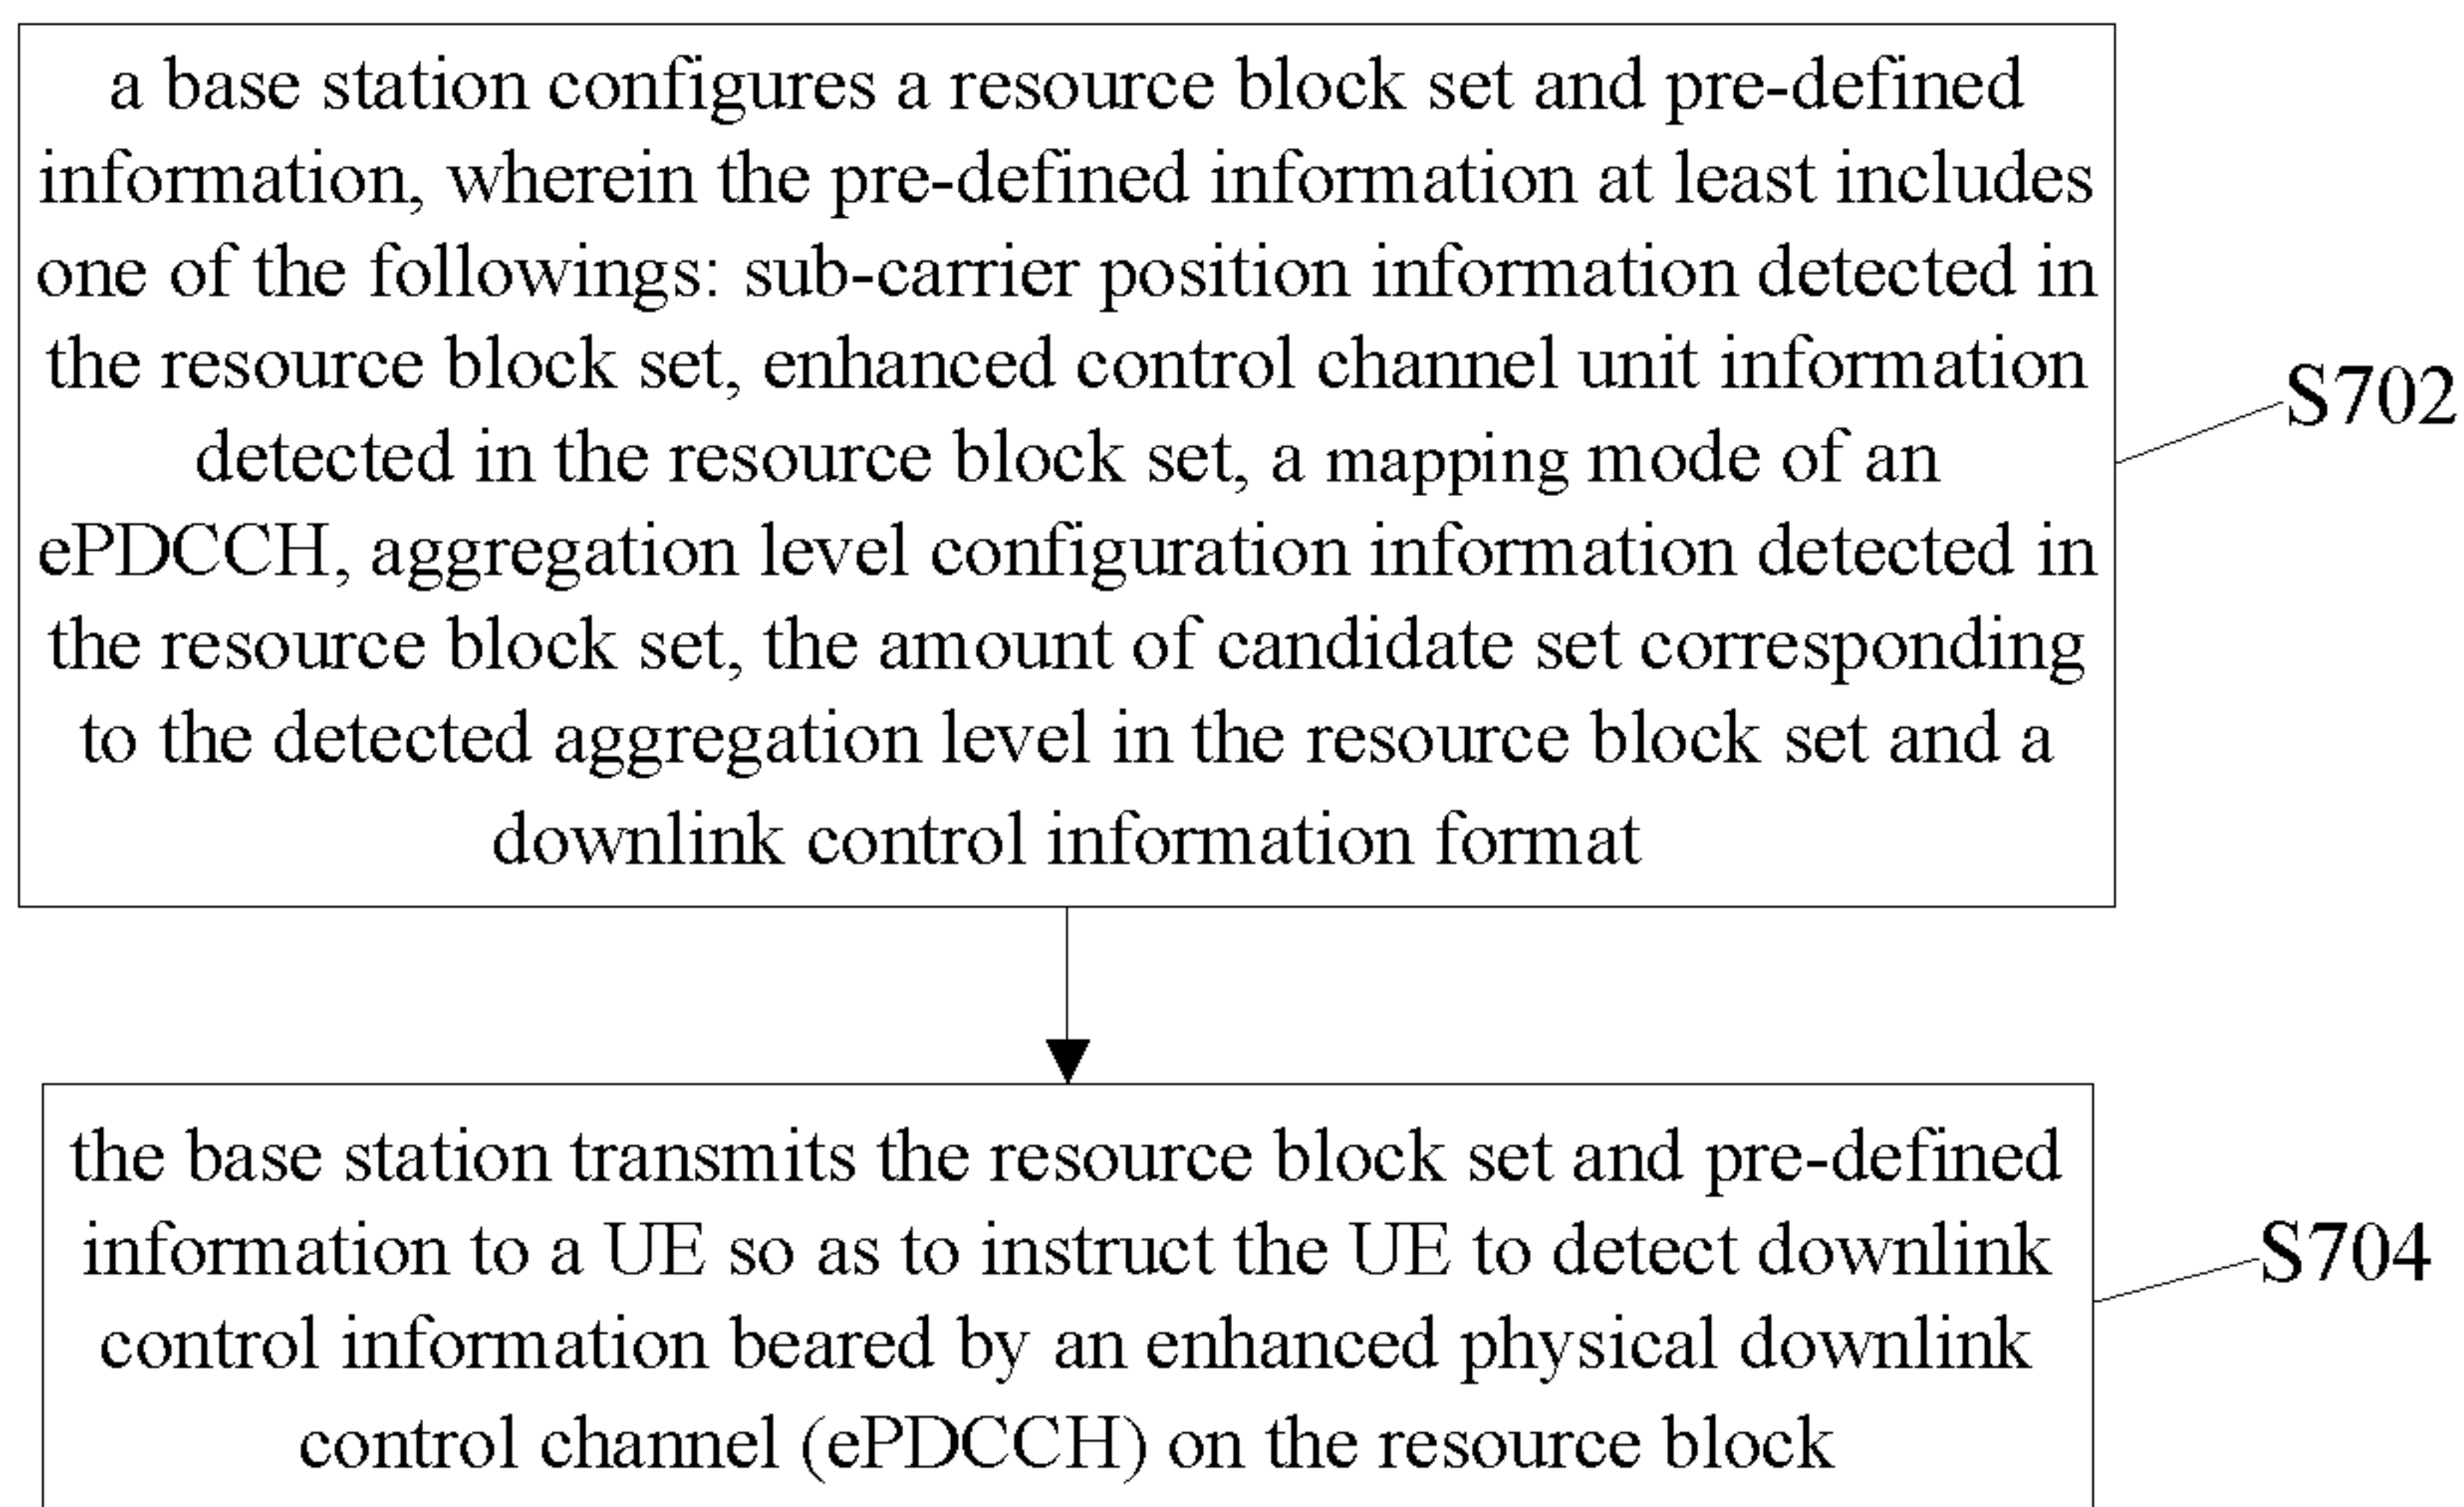 a base station configures a resource block set and pre-defined
information, wherein the pre-defined information at least includes
one of the followings: sub-carrier position information detected in
the resource block set, enhanced control channel unit information
detected in the resource block set, a mapping mode of an
ePDCCH, aggregation level configuration information detected in
the resource block set, the amount of candidate set corresponding
to the detected aggregation level in the resource block set and a
downlink control information format
S702
the base station transmits the resource block set and pre-defined
information to a UE so as to instruct the UE to detect downlink
control information beared by an enhanced physical downlink
control channel (ePDCCH) on the resource block
S704